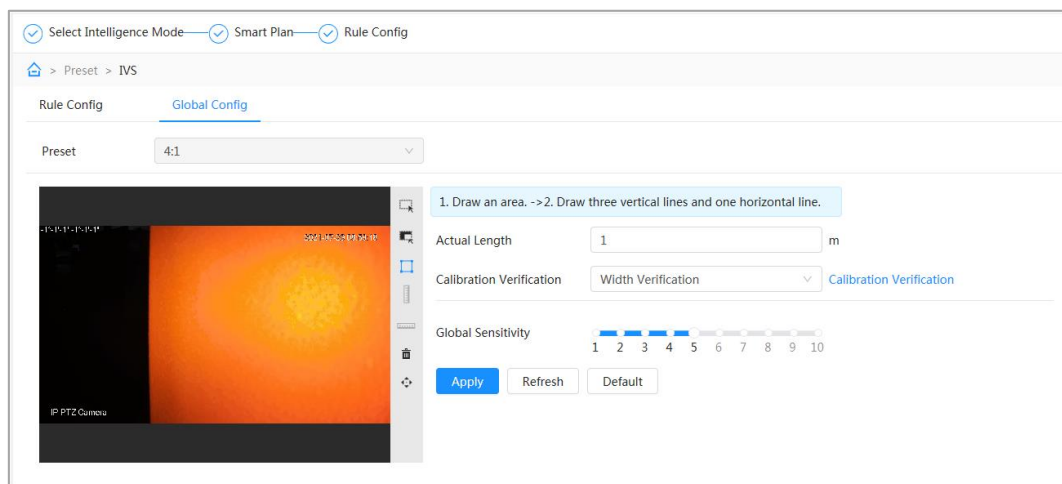 Select Intelligence Mode Smart Plan Rule Config
> Preset > IVS
Rule Config Global Config
Preset 4:1
1. Draw an area. ->2. Draw three vertical lines and one horizontal line.
Actual Length 1 m
Calibration Verification Width Verification Calibration Verification
Global Sensitivity
1 2 3 4 5 6 7 8 9 10
Apply Refresh Default
IP PTZ Camera